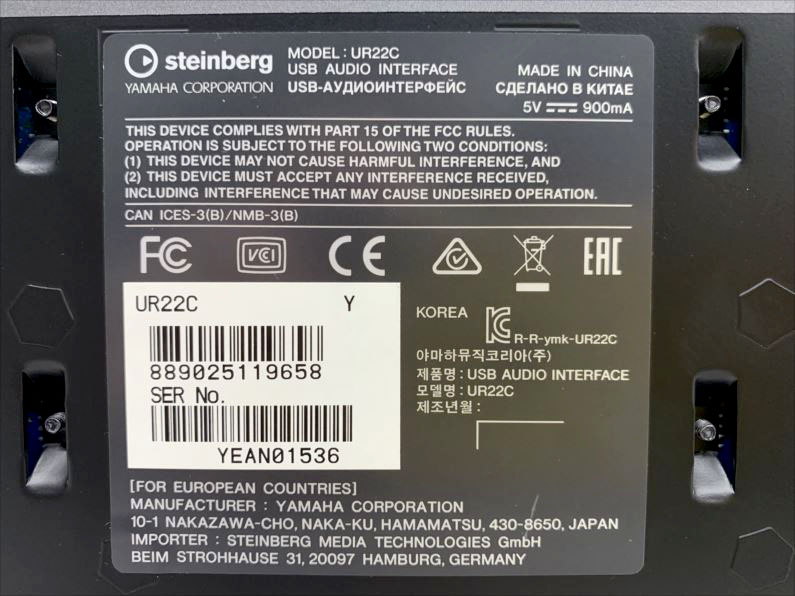 steinberg
YAMAHA CORPORATION
MODEL : UR22C
USB AUDIO INTERFACE
USB-АУДИОИНТЕРФЕЙС
MADE IN CHINA
СДЕЛАНО В КИТАЕ
5V 900mA
THIS DEVICE COMPLIES WITH PART 15 OF THE FCC RULES.
OPERATION IS SUBJECT TO THE FOLLOWING TWO CONDITIONS:
(1) THIS DEVICE MAY NOT CAUSE HARMFUL INTERFERENCE, AND
(2) THIS DEVICE MUST ACCEPT ANY INTERFERENCE RECEIVED,
INCLUDING INTERFERENCE THAT MAY CAUSE UNDESIRED OPERATION.
CAN ICES-3(B)/NMB-3(B)
FC VCI CE EAC
UR22C Y
889025119658
SER No.
YEAN01536
KOREA
R-R-ymk-UR22C
야마하뮤직코리아(주)
제품명 : USB AUDIO INTERFACE
모델명 : UR22C
제조년월 :
[FOR EUROPEAN COUNTRIES]
MANUFACTURER : YAMAHA CORPORATION
10-1 NAKAZAWA-CHO, NAKA-KU, HAMAMATSU, 430-8650, JAPAN
IMPORTER : STEINBERG MEDIA TECHNOLOGIES GmbH
BEIM STROHHAUSE 31, 20097 HAMBURG, GERMANY